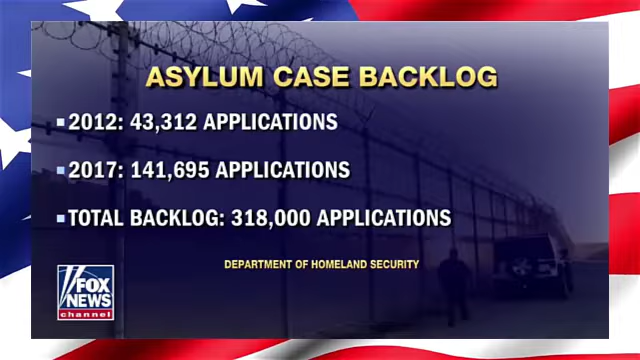 ASYLUM CASE BACKLOG
2012: 43,312 APPLICATIONS
2017: 141,695 APPLICATIONS
TOTAL BACKLOG: 318,000 APPLICATIONS
DEPARTMENT OF HOMELAND SECURITY
FOX
NEWS
channel